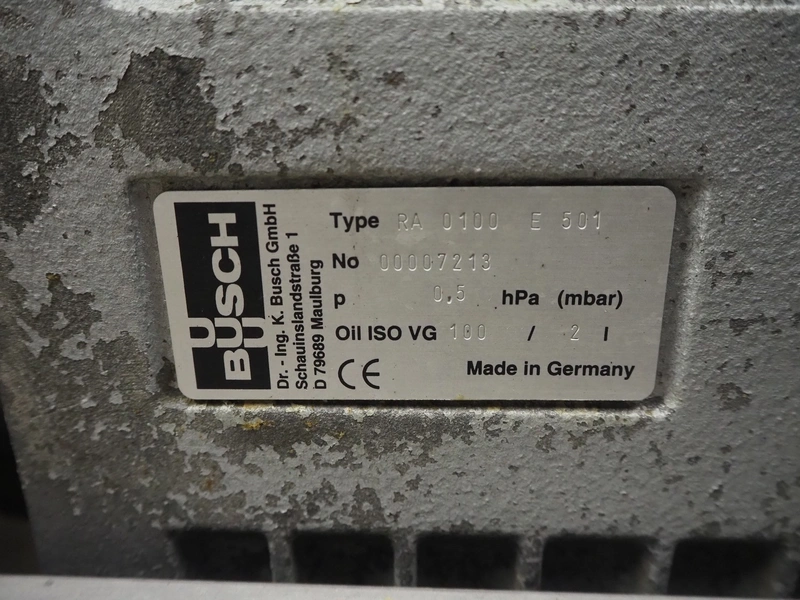 BUSCH
Dr. - Ing. K. Busch GmbH
Schauinslandstraße 1
D 79689 Maulburg
Type RA 0100 E 501
No 00007213
p 0,5 hPa (mbar)
Oil ISO VG 100 / 2 l
CE Made in Germany